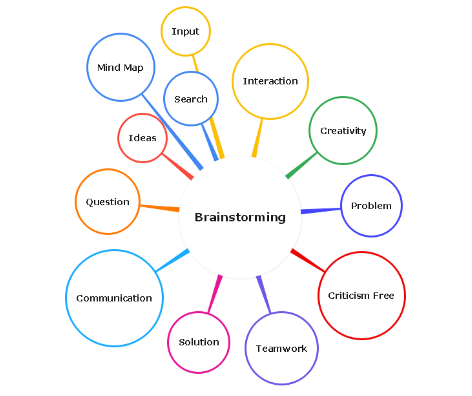 Input
Mind Map
Interaction
Search
Creativity
Ideas
Question
Problem
Brainstorming
Communication
Criticism Free
Solution
Teamwork